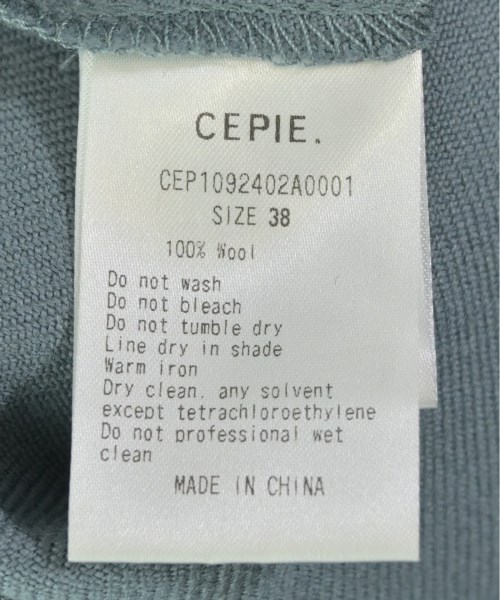 CEPIE.
CEP1092402A0001
SIZE 38
100% Wool
Do not wash
Do not bleach
Do not tumble dry
Line dry in shade
Warm iron
Dry clean. any solvent
except tetrachloroethylene
Do not professional wet
clean
MADE IN CHINA